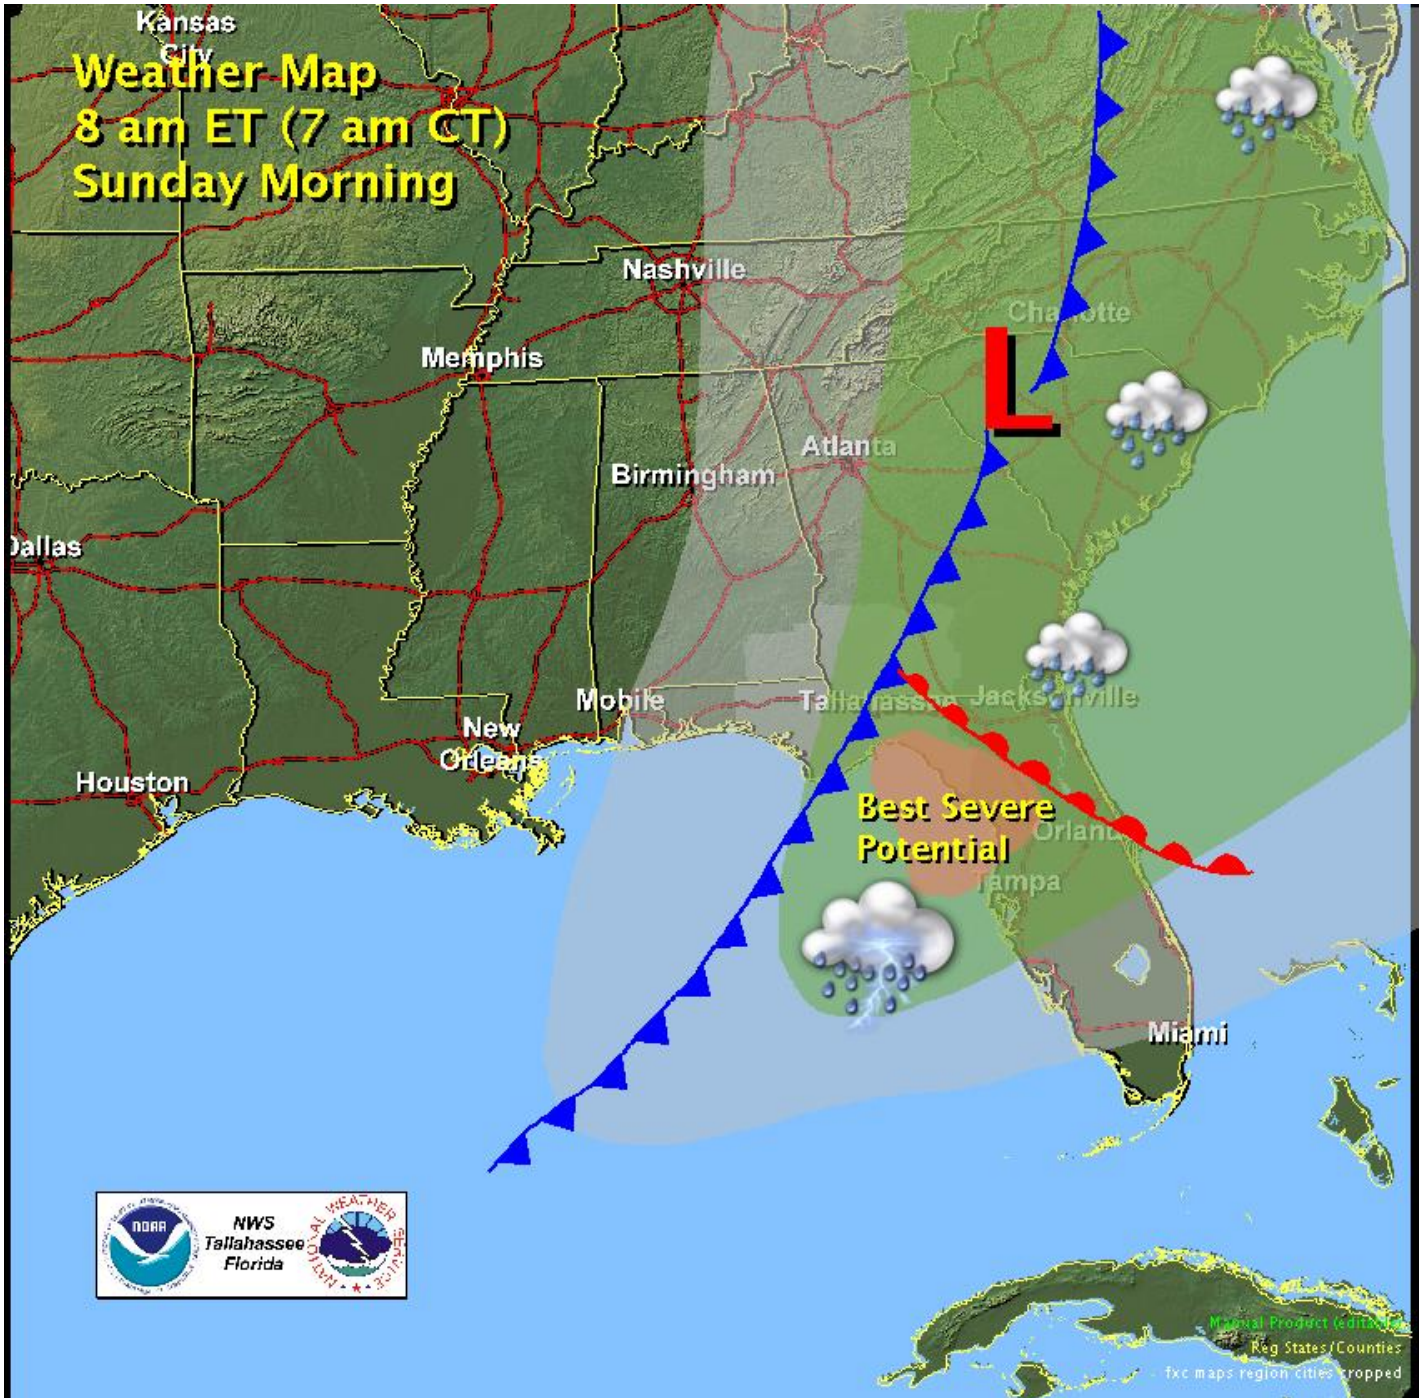 Kansas
City
Weather Map
8 am ET (7 am CT)
Sunday Morning
Nashville
Charlotte
Memphis
L
Atlanta
Birmingham
Dallas
Mobile
Tallahassee
Jacksonville
New
Orleans
Houston
Best Severe
Potential
Orlando
Tampa
Miami
NOAA
NWS
Tallahassee
Florida
NATIONAL WEATHER SERVICE
Manual Product (editable)
Reg States/Counties
fxc maps region cities cropped